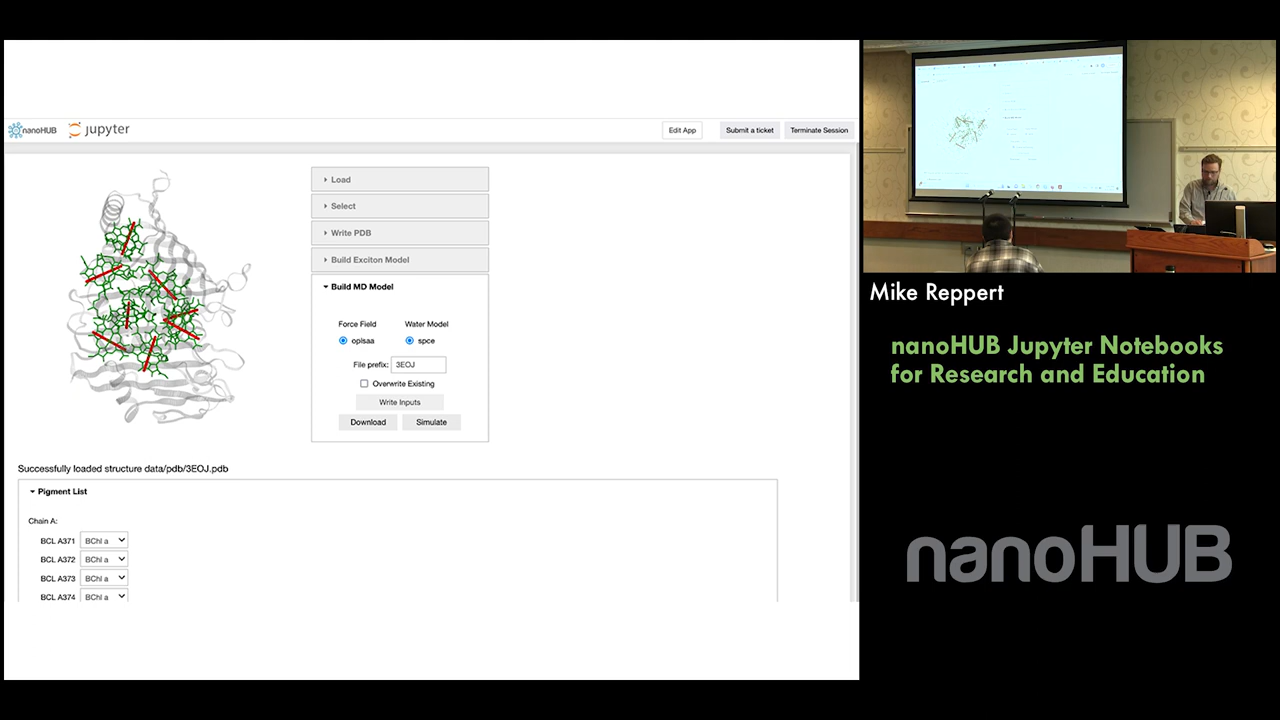 nanoHUB
jupyter
Edit App
Submit a ticket
Terminate Session
Load
Select
Write PDB
Build Exciton Model
Build MD Model
Force Field
Water Model
oplsaa
spce
File prefix: 3EOJ
Overwrite Existing
Write Inputs
Download
Simulate
Successfully loaded structure data/pdb/3EOJ.pdb
Pigment List
Chain A:
BCL A371 BChl a
BCL A372 BChl a
BCL A373 BChl a
BCL A374 BChl a
Mike Reppert
nanoHUB Jupyter Notebooks
for Research and Education
nanoHUB